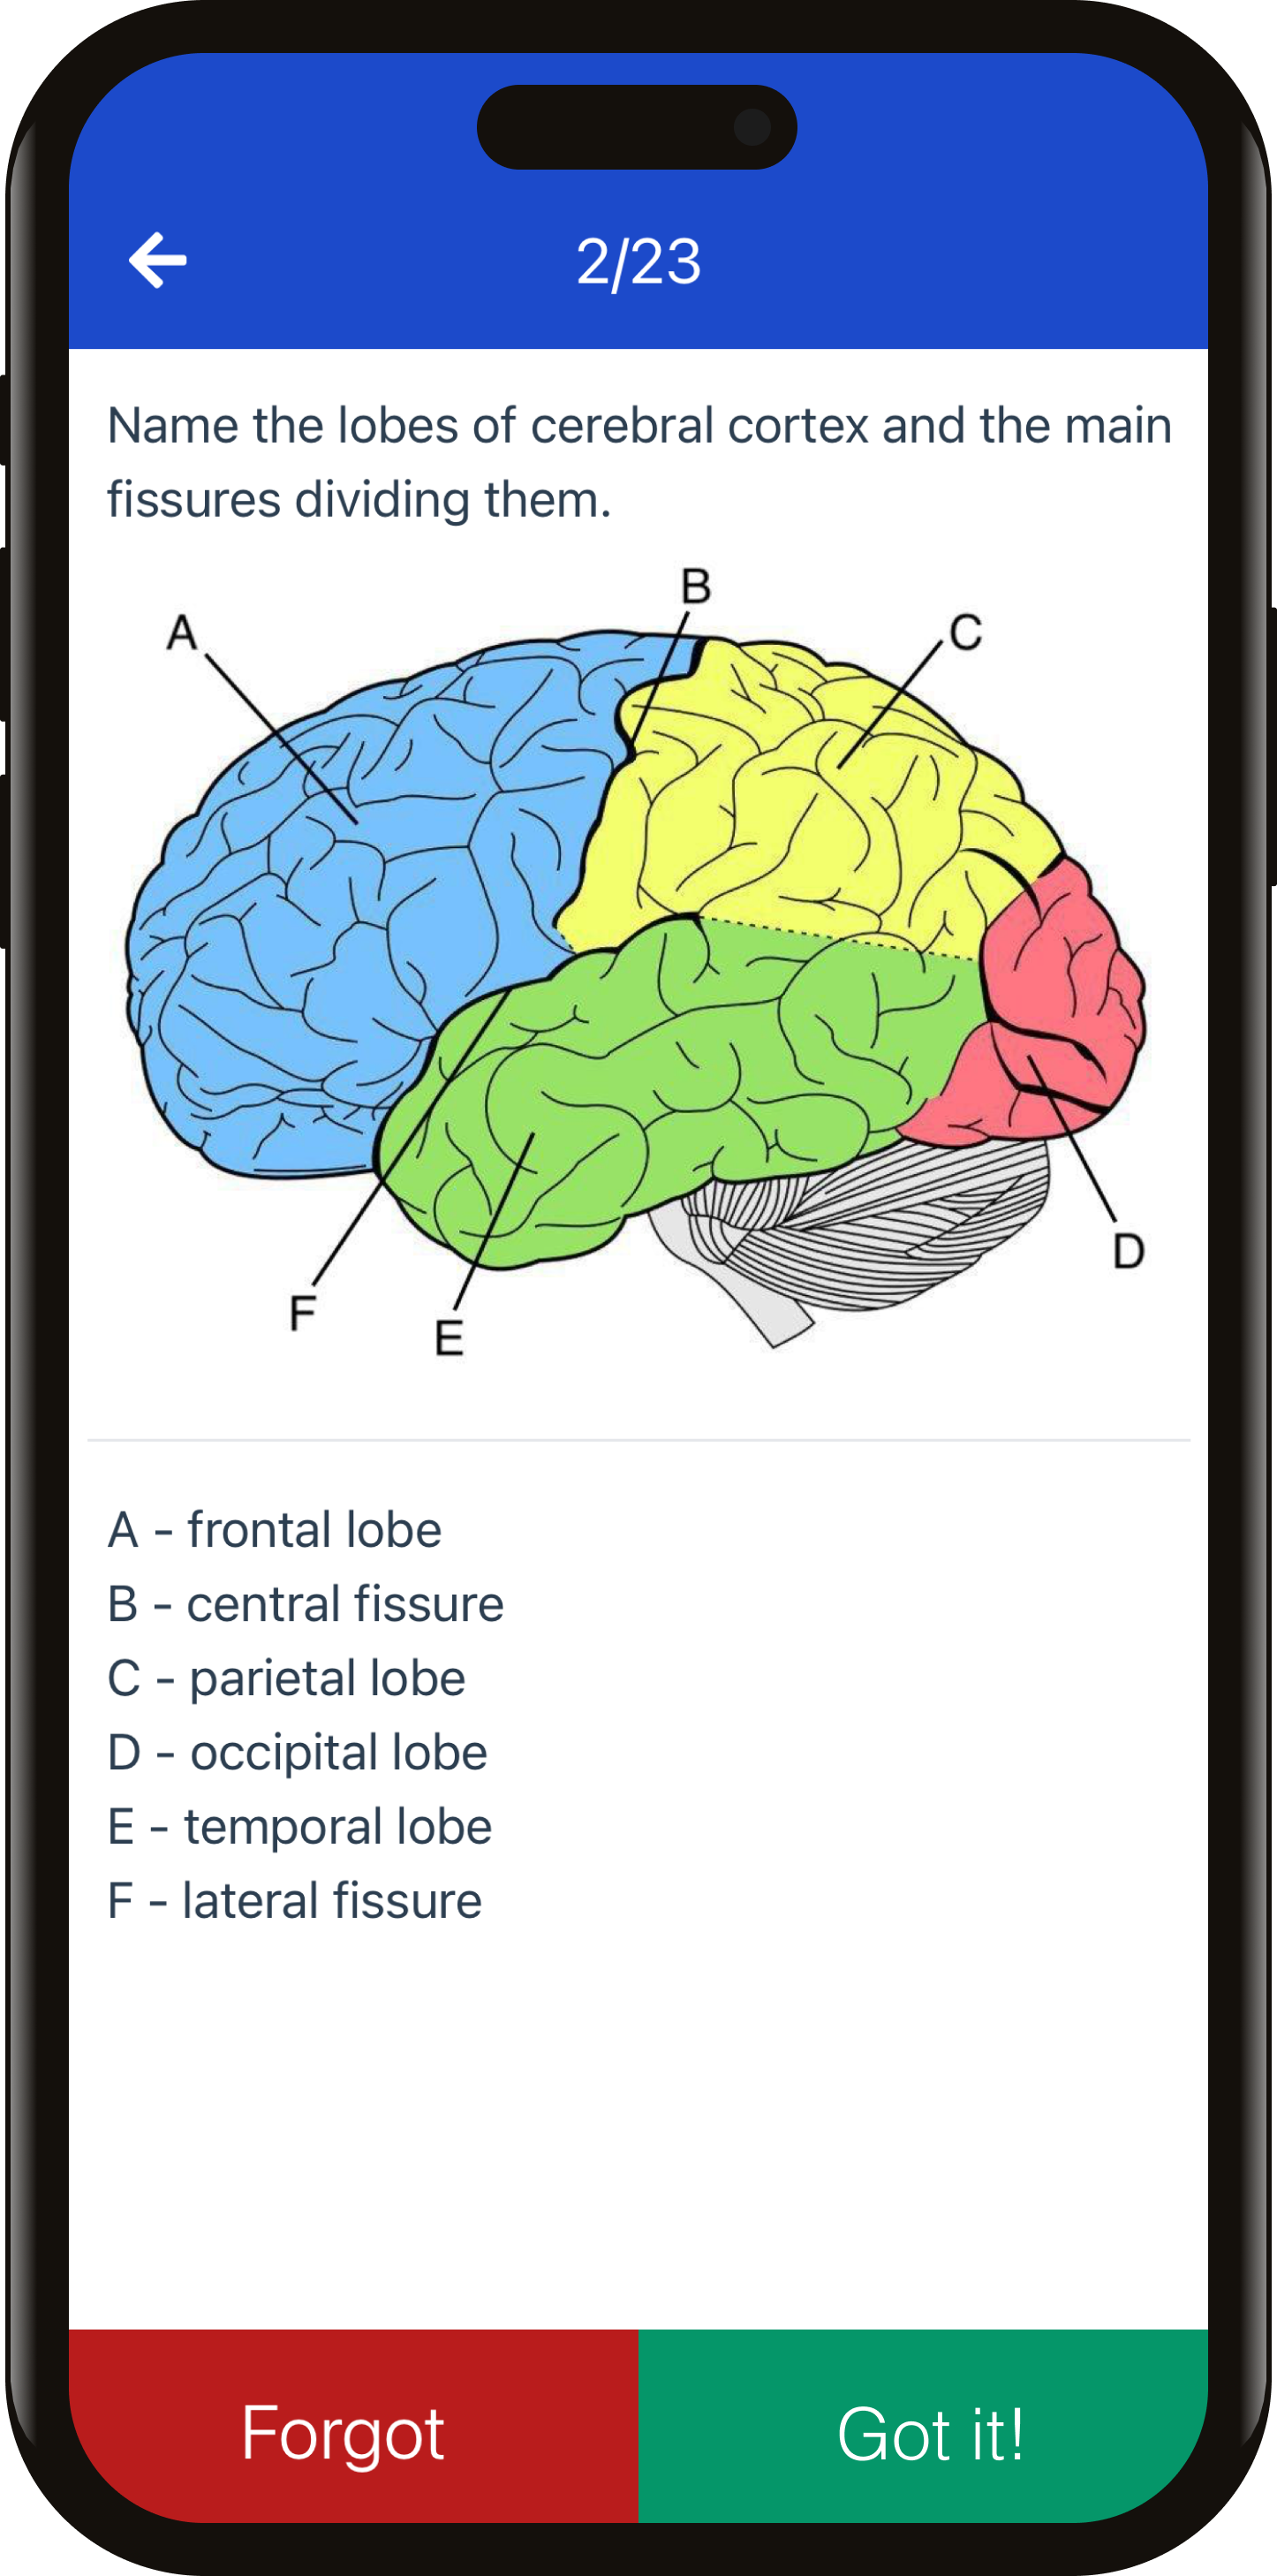 2/23
Name the lobes of cerebral cortex and the main
fissures dividing them.
A
B
C
D
E
F
A - frontal lobe
B - central fissure
C - parietal lobe
D - occipital lobe
E - temporal lobe
F - lateral fissure
Forgot
Got it!